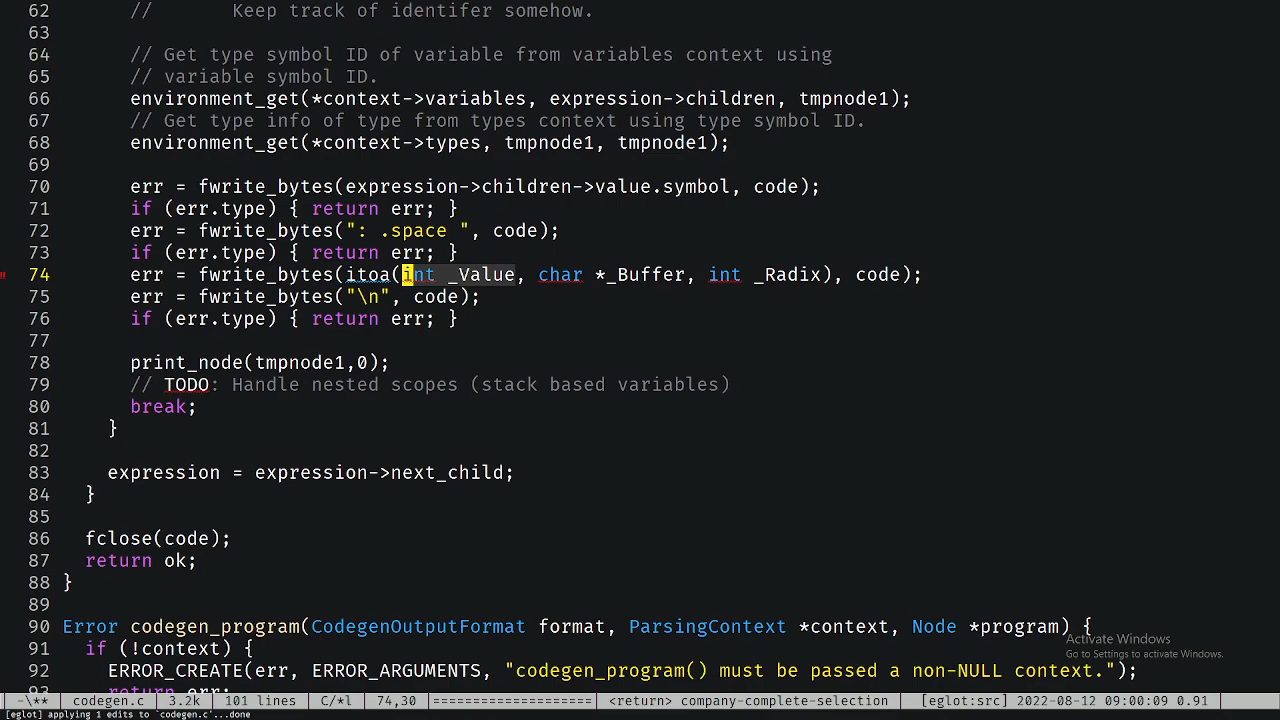 62 //       Keep track of identifer somehow.
63
64 // Get type symbol ID of variable from variables context using
65 // variable symbol ID.
66 environment_get(*context->variables, expression->children, tmpnode1);
67 // Get type info of type from types context using type symbol ID.
68 environment_get(*context->types, tmpnode1, tmpnode1);
69
70 err = fwrite_bytes(expression->children->value.symbol, code);
71 if (err.type) { return err; }
72 err = fwrite_bytes(": .space ", code);
73 if (err.type) { return err; }
74 err = fwrite_bytes(itoa(int _Value, char *_Buffer, int _Radix), code);
75 err = fwrite_bytes("\n", code);
76 if (err.type) { return err; }
77
78 print_node(tmpnode1,0);
79 // TODO: Handle nested scopes (stack based variables)
80 break;
81 }
82
83 expression = expression->next_child;
84 }
85
86 fclose(code);
87 return ok;
88 }
89
90 Error codegen_program(CodegenOutputFormat format, ParsingContext *context, Node *program) {
91 if (!context) {
Activate Windows
Go to Settings to activate Windows.
92 ERROR_CREATE(err, ERROR_ARGUMENTS, "codegen_program() must be passed a non-NULL context.");
93 return err;
-\** codegen.c 3.2k 101 lines C/*l 74,30 ==================== <return> company-complete-selection [eglot:src] 2022-08-12 09:00:09 0.91
[eglot] applying 1 edits to `codegen.c'...done